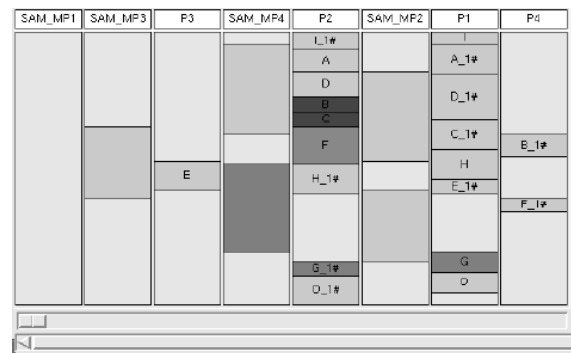 SAM_MP1 SAM_MP3 P3 SAM_MP4 P2 SAM_MP2 P1 P4
I_1# I
A A_1#
D D_1#
B
C C_1#
F B_1#
E H_1# H
E_1#
F_1#
G_1# G
O_1# O